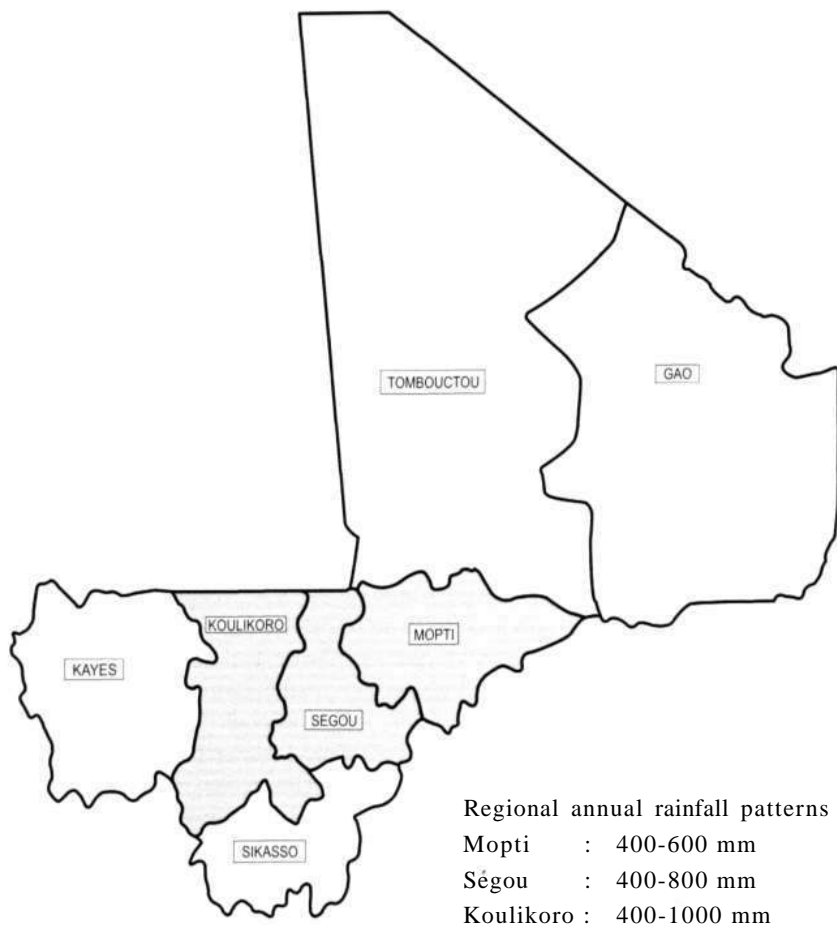 TOMBOUCTOU
GAO
KOULIKORO
MOPTI
KAYES
SEGOU
SIKASSO
Regional annual rainfall patterns
Mopti : 400-600 mm
Ségou : 400-800 mm
Koulikoro : 400-1000 mm